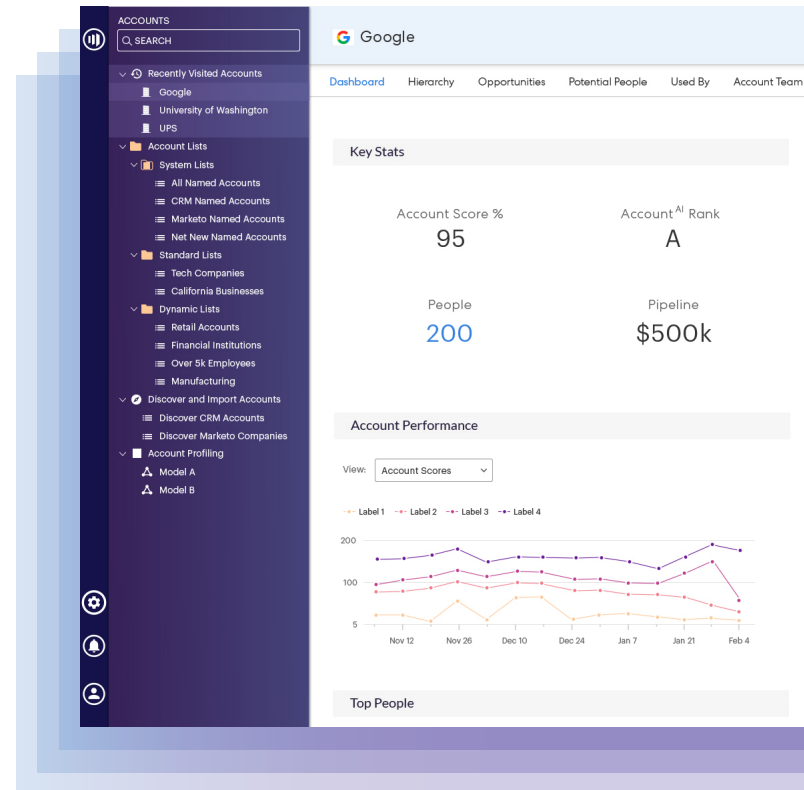 ACCOUNTS
SEARCH
Recently Visited Accounts
Google
University of Washington
UPS
Account Lists
System Lists
All Named Accounts
CRM Named Accounts
Marketo Named Accounts
Net New Named Accounts
Standard Lists
Tech Companies
California Businesses
Dynamic Lists
Retail Accounts
Financial Institutions
Over 5k Employees
Manufacturing
Discover and Import Accounts
Discover CRM Accounts
Discover Marketo Companies
Account Profiling
Model A
Model B
G Google
Dashboard Hierarchy Opportunities Potential People Used By Account Team
Key Stats
Account Score % Account AI Rank
95 A
People Pipeline
200 $500k
Account Performance
View: Account Scores
Label 1 Label 2 Label 3 Label 4
200
100
5
Nov 12 Nov 26 Dec 10 Dec 24 Jan 7 Jan 21 Feb 4
Top People